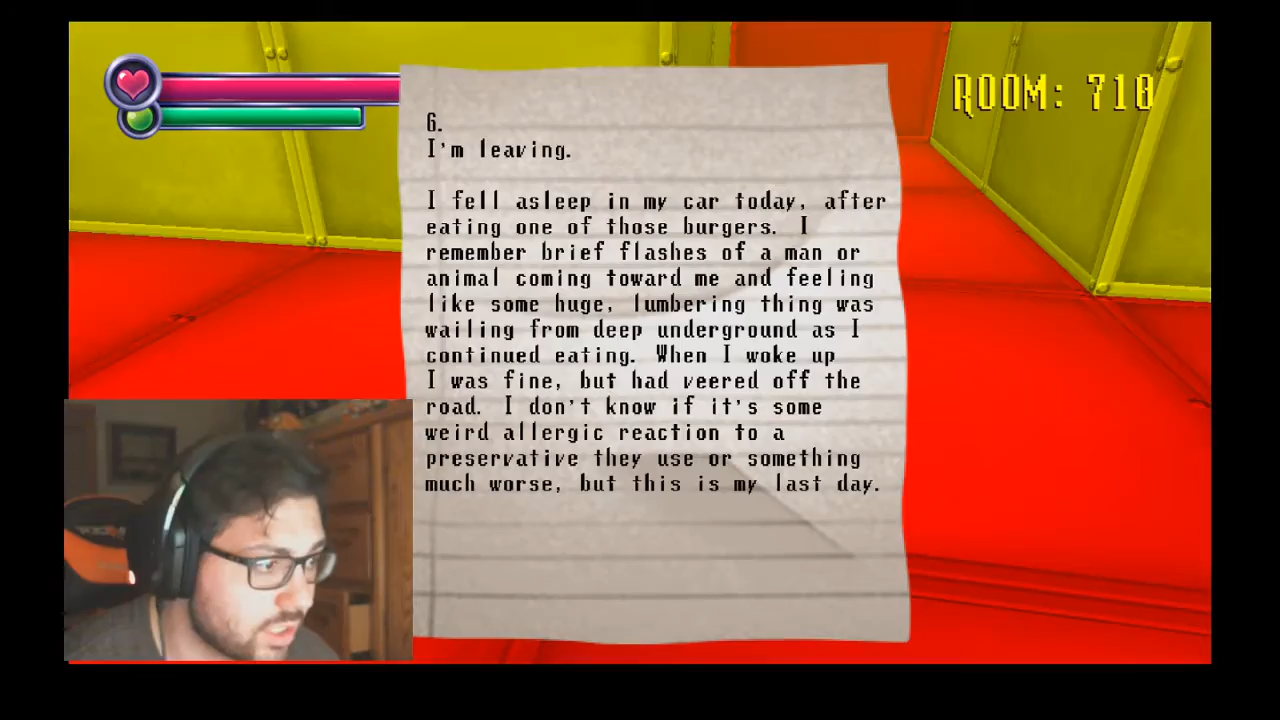 ROOM: 710
6.
I'm leaving.
I fell asleep in my car today, after
eating one of those burgers. I
remember brief flashes of a man or
animal coming toward me and feeling
like some huge, lumbering thing was
wailing from deep underground as I
continued eating. When I woke up
I was fine, but had veered off the
road. I don't know if it's some
weird allergic reaction to a
preservative they use or something
much worse, but this is my last day.